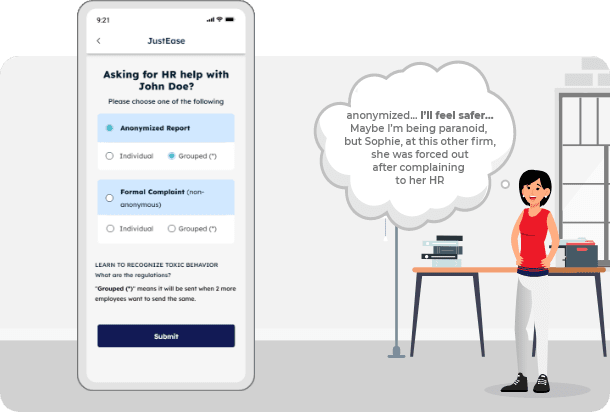 9:21
JustEase
Asking for HR help with
John Doe?
Please choose one of the following
Anonymized Report
Individual Grouped (*)
Formal Complaint (non-
anonymous)
Individual Grouped (*)
LEARN TO RECOGNIZE TOXIC BEHAVIOR
What are the regulations?
"Grouped (*)" means it will be sent when 2 more
employees want to send the same.
Submit
anonymized... I'll feel safer...
Maybe I'm being paranoid,
but Sophie, at this other firm,
she was forced out
after complaining
to her HR